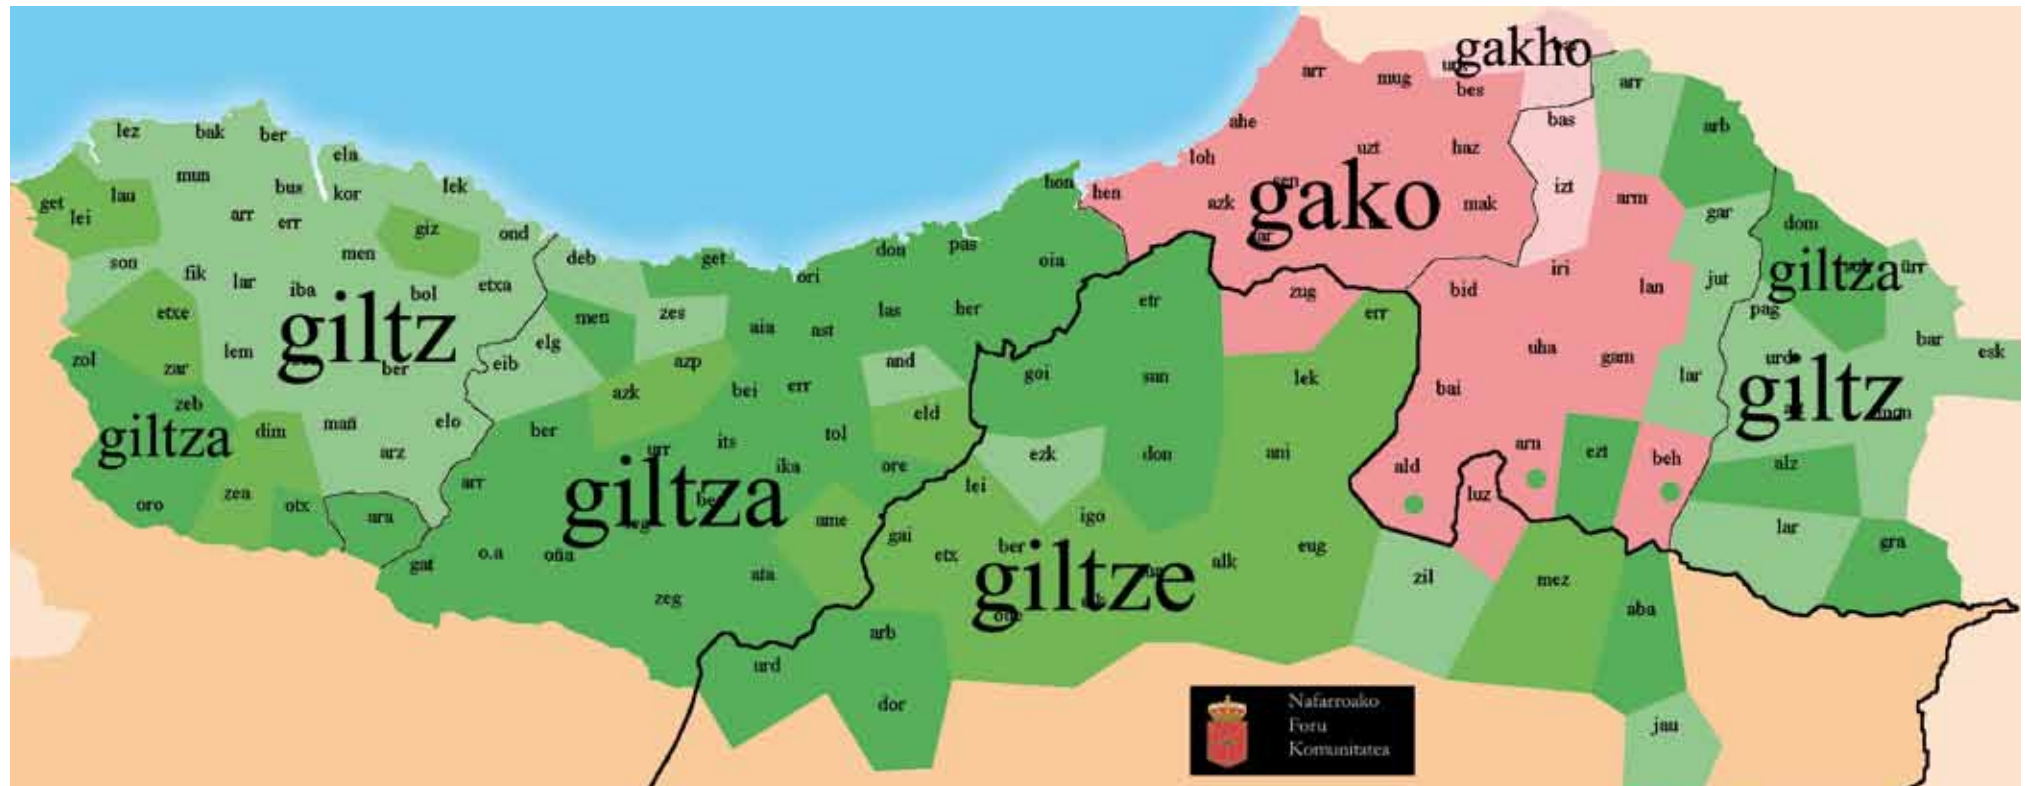 gakho
arr
mug
bes
arr
lez
bak
ber
ahe
bas
arb
ela
loh
uzt
haz
mun
bus
kor
lek
hon
hen
izt
lau
get
lei
azk
gako
mak
arm
gar
arr
err
giz
ond
dom
son
fik
men
deb
get
don
pas
oia
giltza
ürr
lar
iba
bol
etxa
ori
zug
bid
iri
lan
jut
etxe
giltz
men
zes
aia
ast
las
her
etr
err
pag
zol
lem
ber
elg
eib
azp
and
goi
sun
lek
uha
gam
bar
esk
urd
zar
azk
bei
err
bai
lar
giltz
zeb
giltza
dim
mañ
elo
ber
its
tol
eld
ezk
don
ani
arn
ezt
beh
arz
urr
ika
ore
ald
alz
zea
oro
otx
ara
arr
giltza
ame
lei
igo
luz
lar
gat
o.a
oña
ata
gai
etx
ber
giltze
alk
eug
gra
zil
mez
zeg
aba
arb
urd
dor
jau
Nafarroako
Foru
Komunitatea